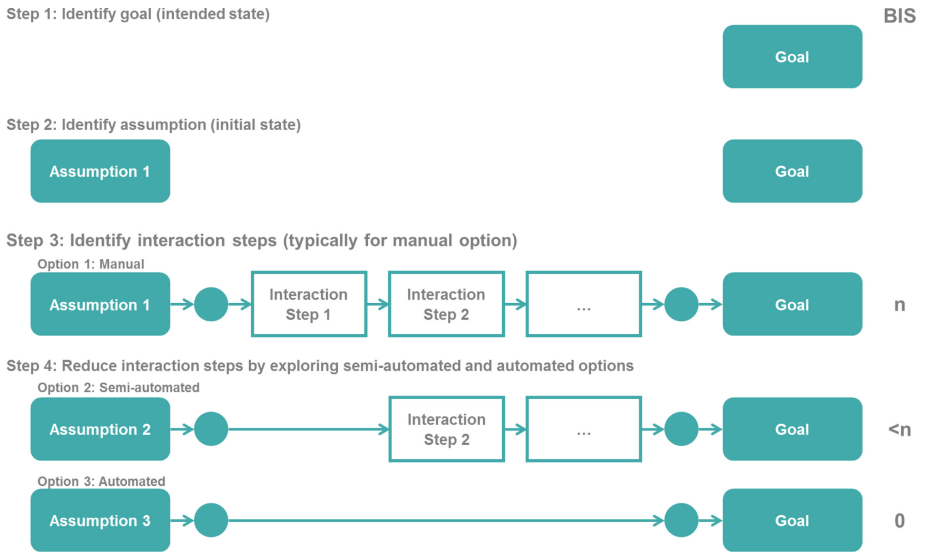 Step 1: Identify goal (intended state)
BIS
Goal
Step 2: Identify assumption (initial state)
Assumption 1
Goal
Step 3: Identify interaction steps (typically for manual option)
Option 1: Manual
Assumption 1
Interaction
Step 1
Interaction
Step 2
...
Goal
n
Step 4: Reduce interaction steps by exploring semi-automated and automated options
Option 2: Semi-automated
Assumption 2
Interaction
Step 2
...
Goal
<n
Option 3: Automated
Assumption 3
Goal
0